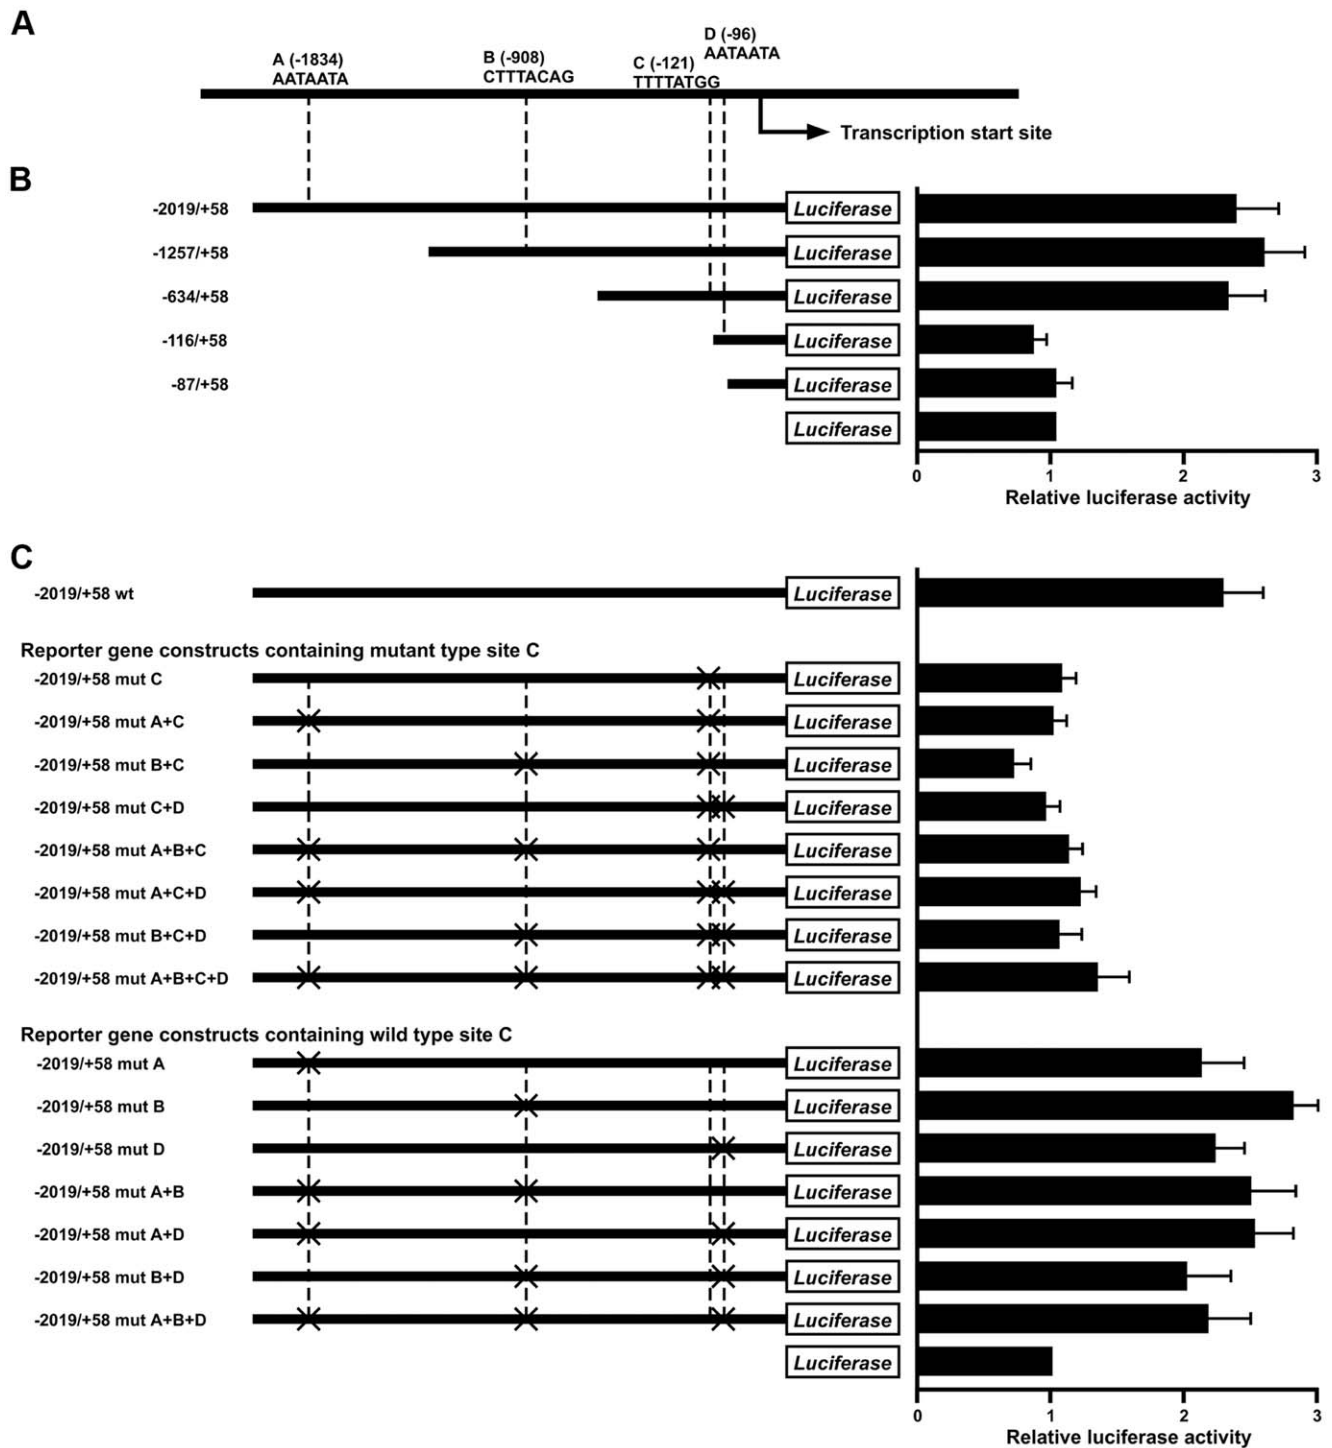 A
A (-1834)
AATAATA
B (-908)
CTTTACAG
C (-121)
TTTTATGG
D (-96)
AATAATA
Transcription start site
B
-2019/+58
Luciferase
-1257/+58
Luciferase
-634/+58
Luciferase
-116/+58
Luciferase
-87/+58
Luciferase
Luciferase
0 1 2 3
Relative luciferase activity
C
-2019/+58 wt
Luciferase
Reporter gene constructs containing mutant type site C
-2019/+58 mut C
Luciferase
-2019/+58 mut A+C
Luciferase
-2019/+58 mut B+C
Luciferase
-2019/+58 mut C+D
Luciferase
-2019/+58 mut A+B+C
Luciferase
-2019/+58 mut A+C+D
Luciferase
-2019/+58 mut B+C+D
Luciferase
-2019/+58 mut A+B+C+D
Luciferase
Reporter gene constructs containing wild type site C
-2019/+58 mut A
Luciferase
-2019/+58 mut B
Luciferase
-2019/+58 mut D
Luciferase
-2019/+58 mut A+B
Luciferase
-2019/+58 mut A+D
Luciferase
-2019/+58 mut B+D
Luciferase
-2019/+58 mut A+B+D
Luciferase
Luciferase
0 1 2 3
Relative luciferase activity